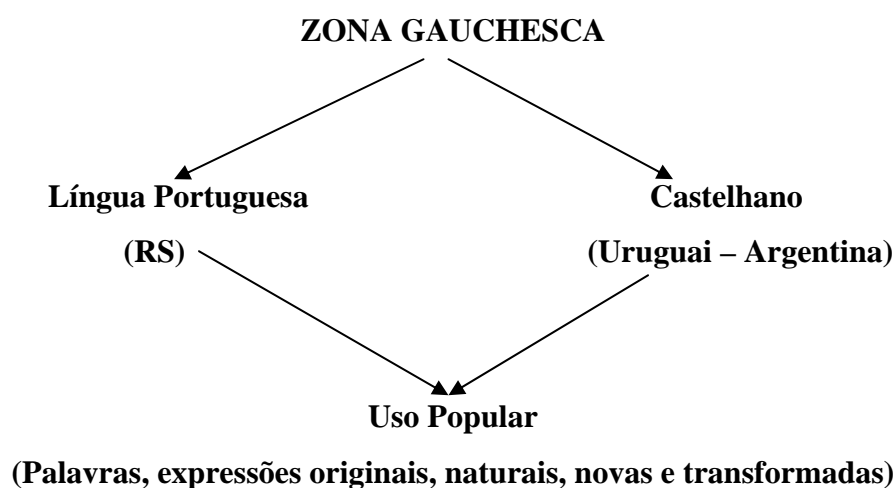 ZONA GAUCHESCA
Língua Portuguesa
(RS)
Castelhano
(Uruguai – Argentina)
Uso Popular
(Palavras, expressões originais, naturais, novas e transformadas)